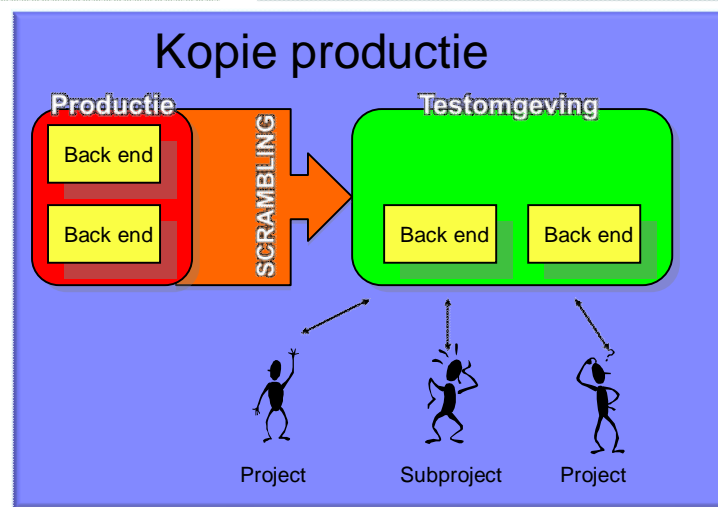 Kopie productie
Productie
Testomgeving
Back end
Back end
SCRAMBLING
Back end
Back end
! !
?
Project
Subproject
Project